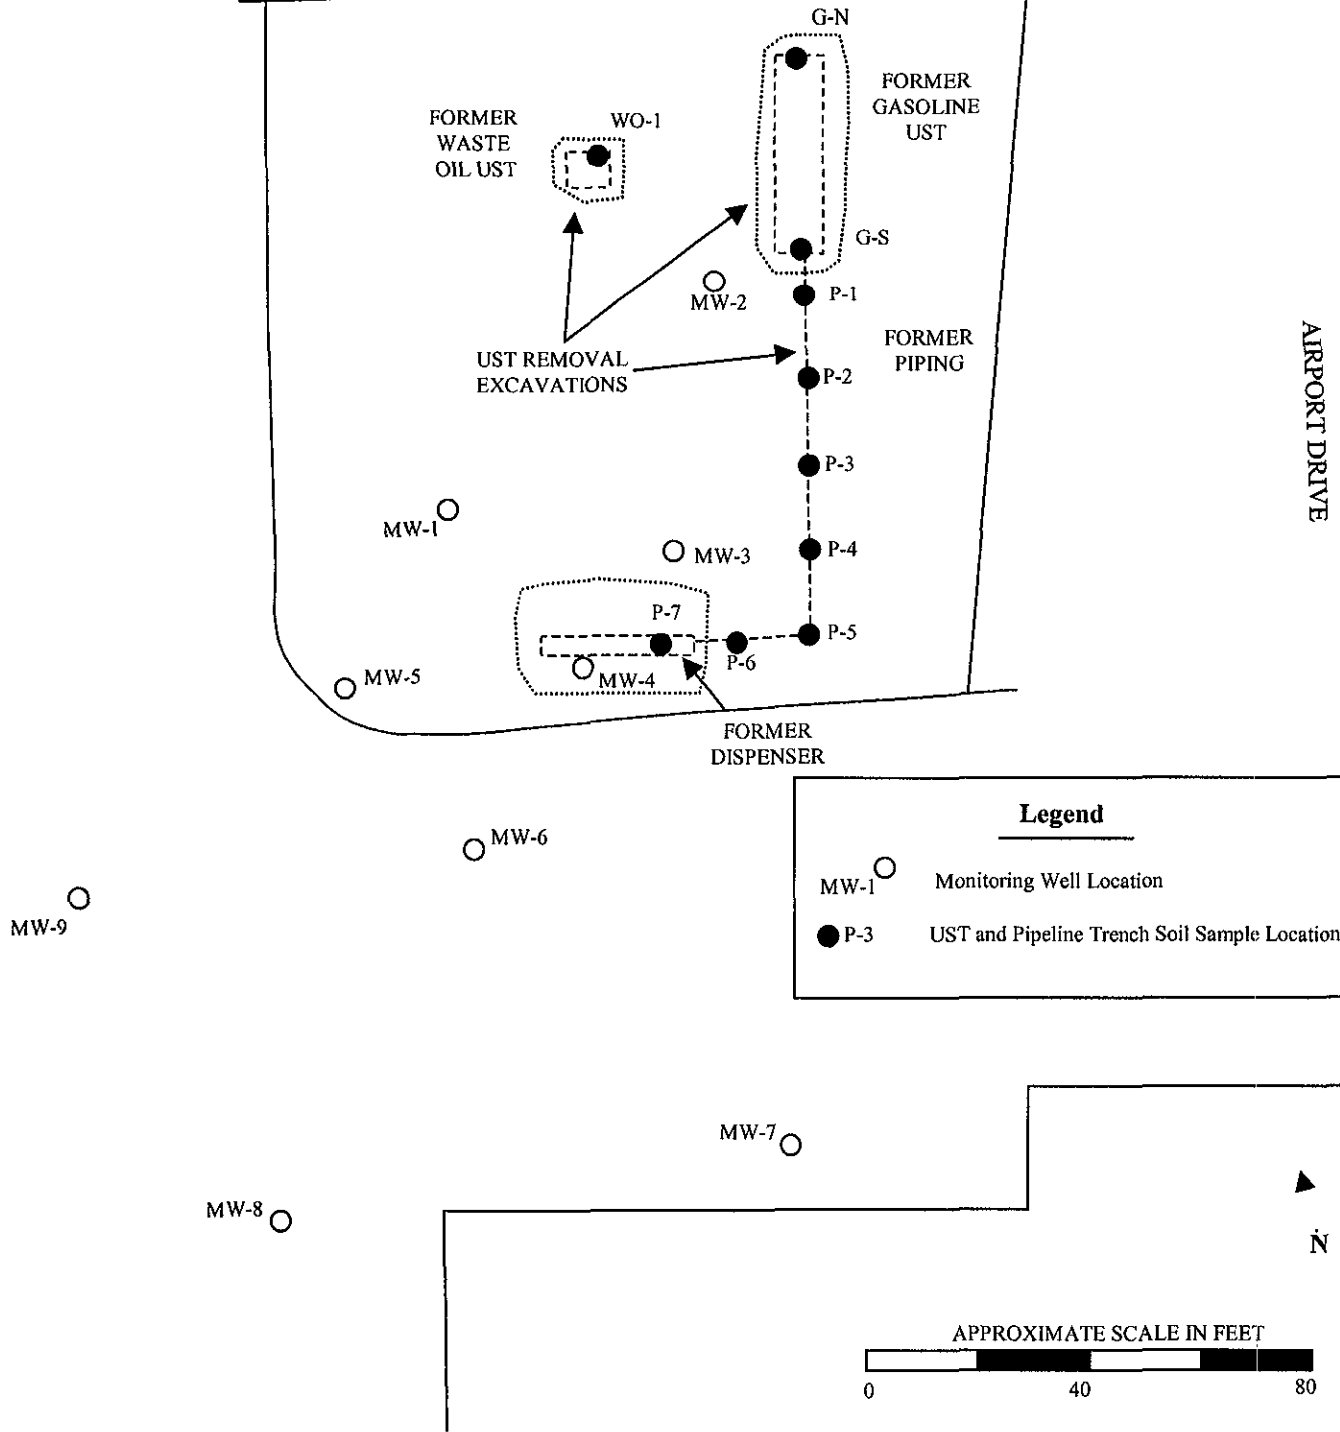 G-N
FORMER
GASOLINE
UST
FORMER
WASTE
OIL UST
WO-1
G-S
MW-2
P-1
FORMER
PIPING
UST REMOVAL
EXCAVATIONS
P-2
AIRPORT DRIVE
P-3
MW-1
MW-3
P-4
P-7
P-5
P-6
MW-4
MW-5
FORMER
DISPENSER
Legend
MW-1 Monitoring Well Location
P-3 UST and Pipeline Trench Soil Sample Location
MW-6
MW-9
MW-7
MW-8
N
APPROXIMATE SCALE IN FEET
0 40 80